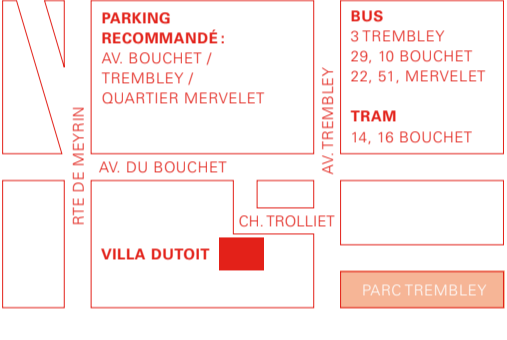 PARKING
RECOMMANDÉ:
AV. BOUCHET /
TREMBLEY /
QUARTIER MERVELET
BUS
3 TREMBLEY
29, 10 BOUCHET
22, 51, MERVELET
TRAM
14, 16 BOUCHET
RTE DE MEYRIN
AV. TREMBLEY
AV. DU BOUCHET
CH. TROLLIET
VILLA DUTOIT
PARC TREMBLEY